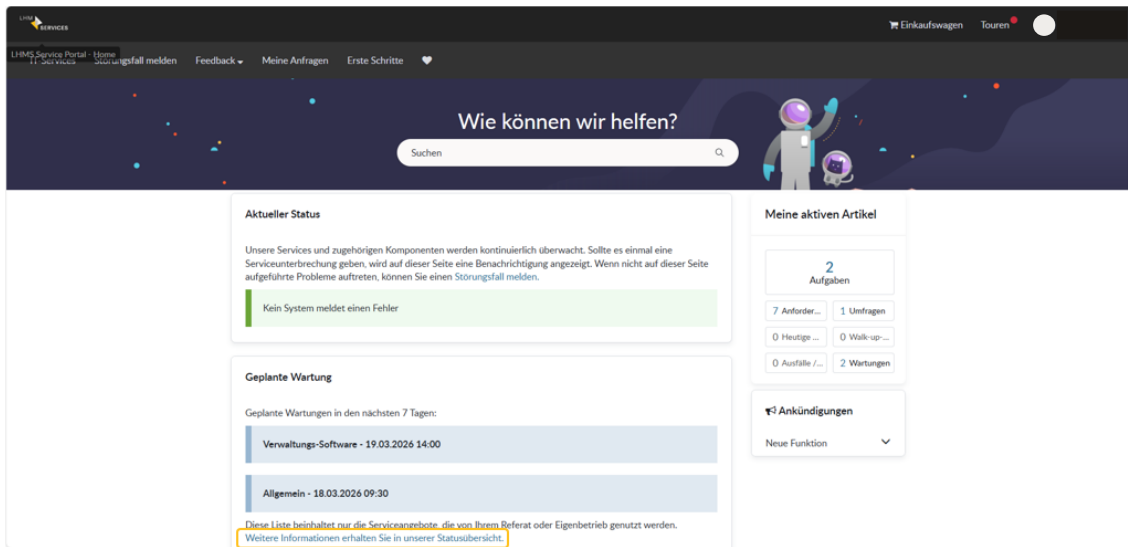 LHM
SERVICES
Einkaufswagen
Touren
LHMS Service Portal - Home
IT-Services
Störungsfall melden
Feedback
Meine Anfragen
Erste Schritte
Wie können wir helfen?
Suchen
Aktueller Status
Unsere Services und zugehörigen Komponenten werden kontinuierlich überwacht. Sollte es einmal eine
Serviceunterbrechung geben, wird auf dieser Seite eine Benachrichtigung angezeigt. Wenn nicht auf dieser Seite
aufgeführte Probleme auftreten, können Sie einen Störungsfall melden.
Kein System meldet einen Fehler
Geplante Wartung
Geplante Wartungen in den nächsten 7 Tagen:
Verwaltungs-Software - 19.03.2026 14:00
Allgemein - 18.03.2026 09:30
Diese Liste beinhaltet nur die Serviceangebote, die von Ihrem Referat oder Eigenbetrieb genutzt werden.
Weitere Informationen erhalten Sie in unserer Statusübersicht.
Meine aktiven Artikel
2
Aufgaben
7 Anforder...
1 Umfragen
0 Heutige ...
0 Walk-up-...
0 Ausfälle /...
2 Wartungen
Ankündigungen
Neue Funktion